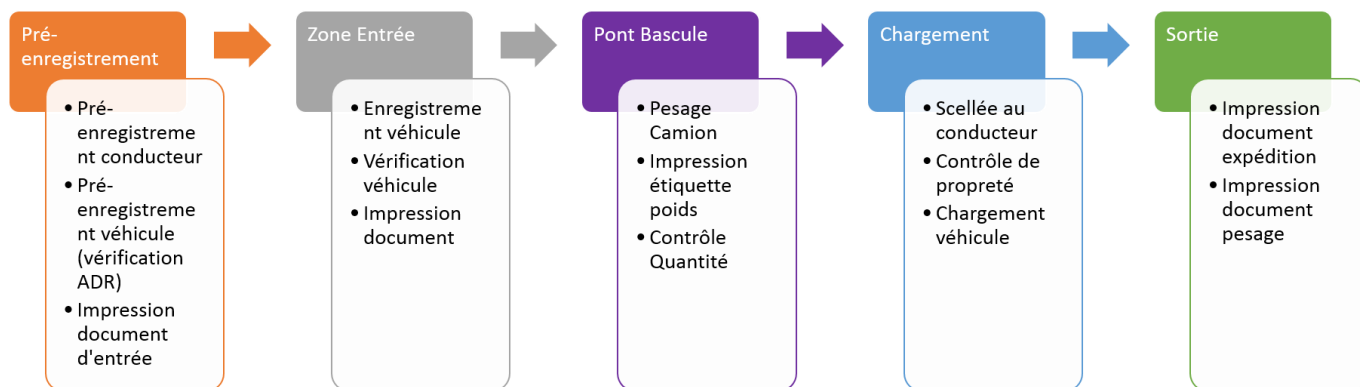 Pré-
enregistrement
Zone Entrée
Pont Bascule
Chargement
Sortie
• Pré-
enregistreme
nt conducteur
• Pré-
enregistreme
nt véhicule
(vérification
ADR)
• Impression
document
d'entrée
• Enregistreme
nt véhicule
• Vérification
véhicule
• Impression
document
• Pesage
Camion
• Impression
étiquette
poids
• Contrôle
Quantité
• Scellée au
conducteur
• Contrôle de
propreté
• Chargement
véhicule
• Impression
document
expédition
• Impression
document
pesage